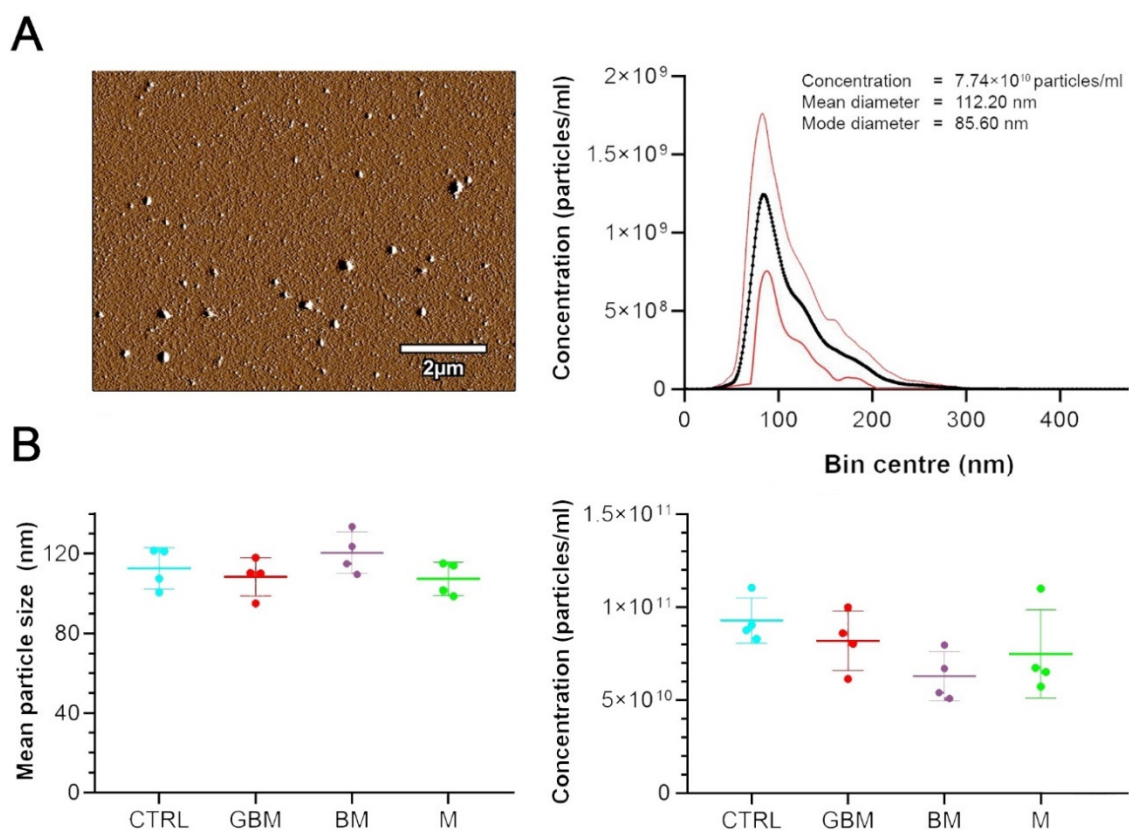 A
2μm
Concentration (particles/ml)
2×10⁹
1.5×10⁹
1×10⁹
5×10⁸
0
Concentration = 7.74×10¹⁰ particles/ml
Mean diameter = 112.20 nm
Mode diameter = 85.60 nm
0 100 200 300 400
Bin centre (nm)
B
Mean particle size (nm)
120
80
40
0
CTRL GBM BM M
Concentration (particles/ml)
1.5×10¹¹
1×10¹¹
5×10¹⁰
0
CTRL GBM BM M